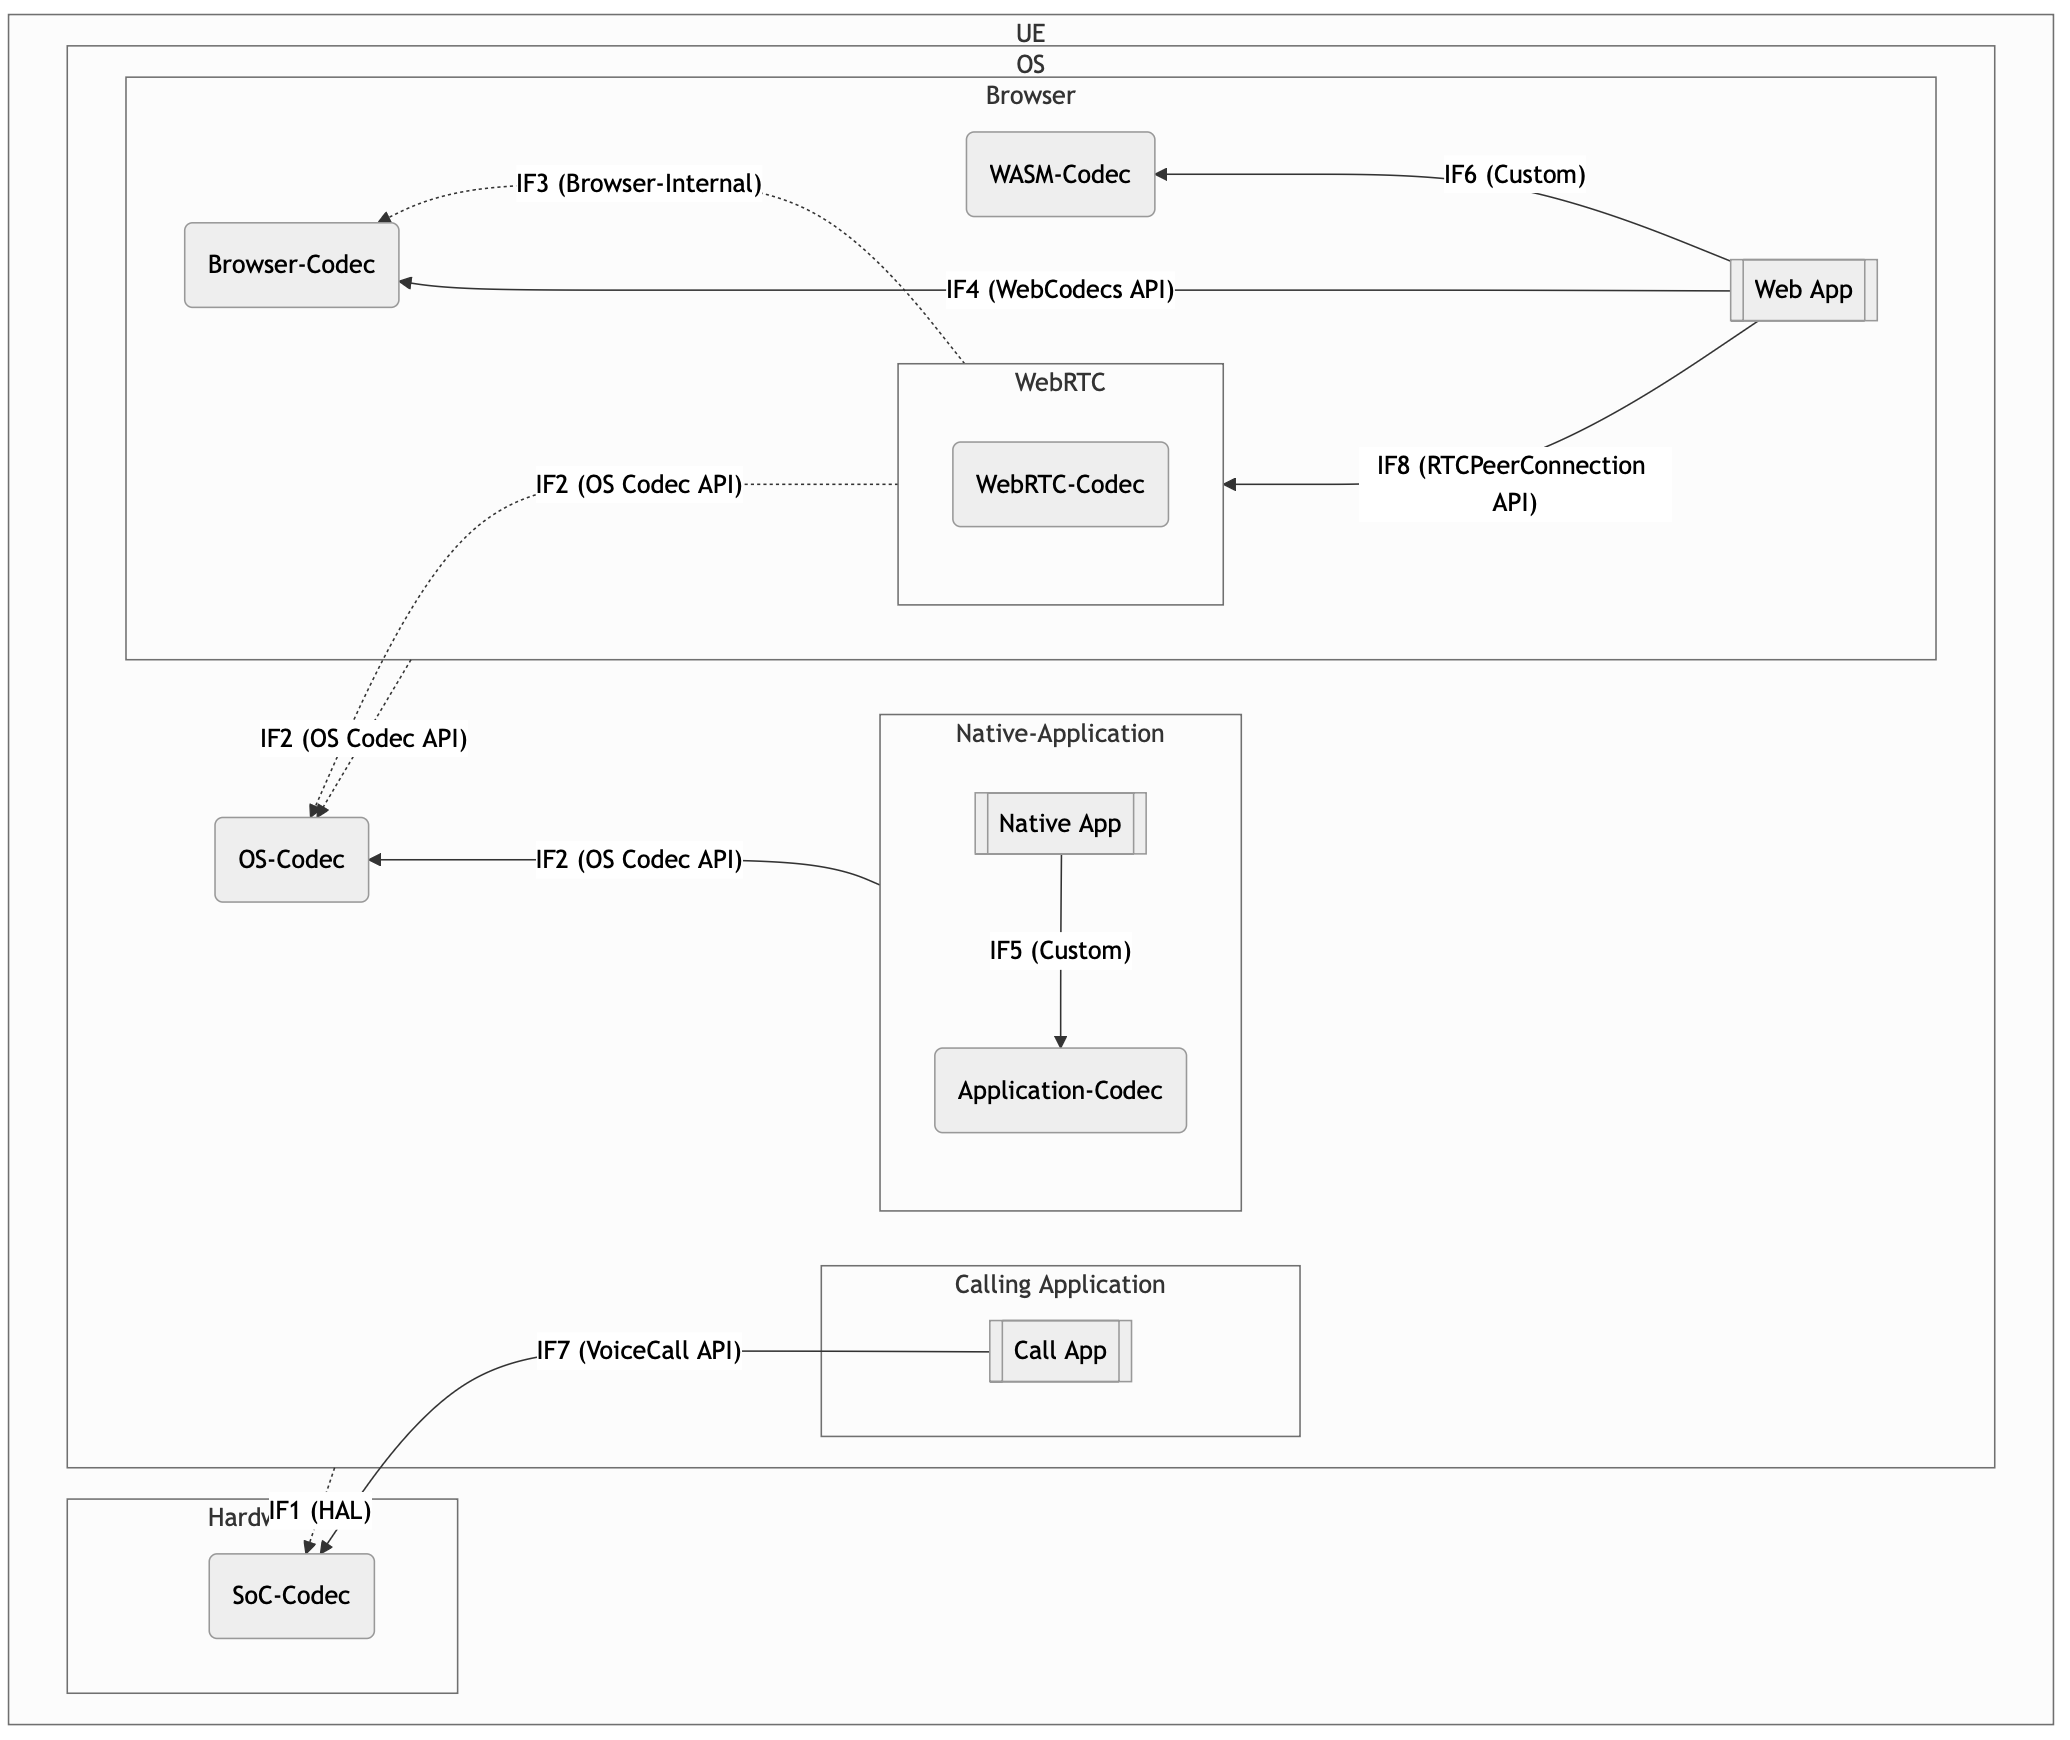 UE
OS
Browser
WASM-Codec
IF6 (Custom)
IF3 (Browser-Internal)
Browser-Codec
IF4 (WebCodecs API)
Web App
WebRTC
IF8 (RTCPeerConnection
API)
WebRTC-Codec
IF2 (OS Codec API)
IF2 (OS Codec API)
Native-Application
Native App
OS-Codec
IF2 (OS Codec API)
IF5 (Custom)
Application-Codec
Calling Application
IF7 (VoiceCall API)
Call App
IF1 (HAL)
SoC-Codec